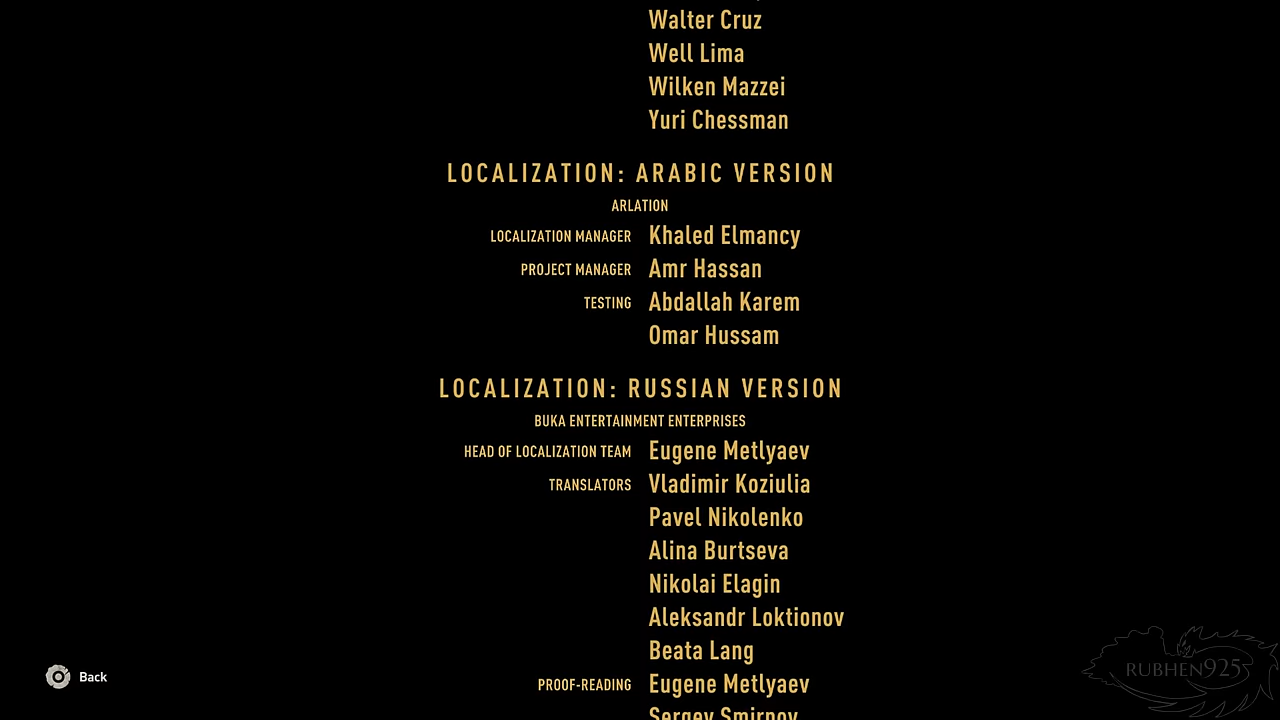 Walter Cruz
Well Lima
Wilken Mazzei
Yuri Chessman
LOCALIZATION: ARABIC VERSION
ARLATION
LOCALIZATION MANAGER Khaled Elmancy
PROJECT MANAGER Amr Hassan
TESTING Abdallah Karem
Omar Hussam
LOCALIZATION: RUSSIAN VERSION
BUKA ENTERTAINMENT ENTERPRISES
HEAD OF LOCALIZATION TEAM Eugene Metlyaev
TRANSLATORS Vladimir Koziulia
Pavel Nikolenko
Alina Burtseva
Nikolai Elagin
Aleksandr Loktionov
Beata Lang
PROOF-READING Eugene Metlyaev
Sergey Smirnov
Back
RUBHEN925